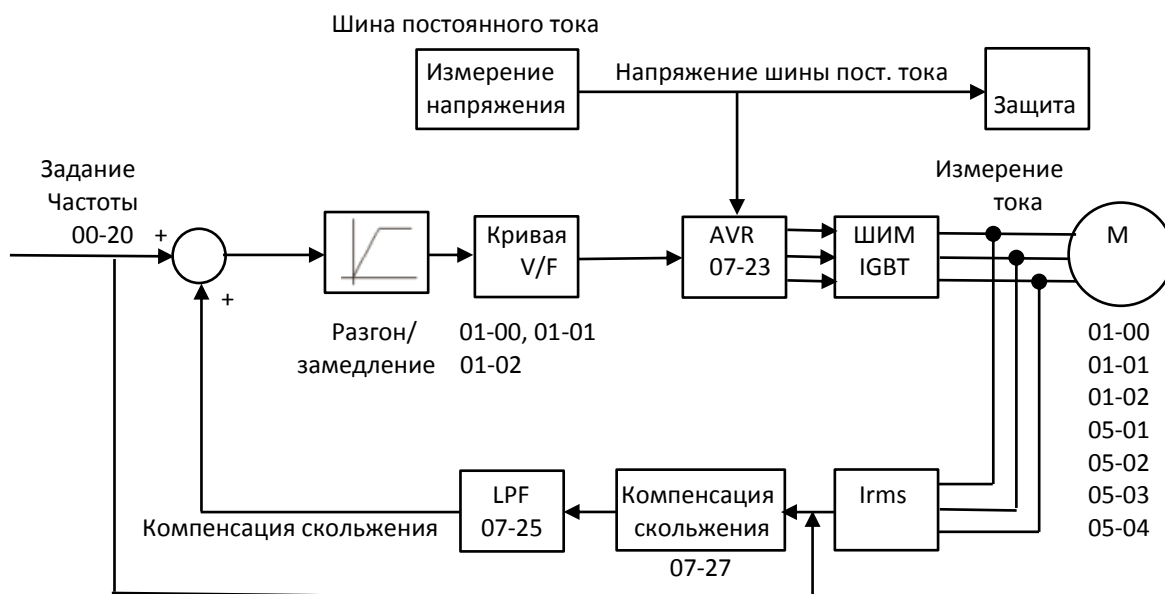 Шина постоянного тока
Измерение
напряжения
Напряжение шины пост. тока
Защита
Задание
Частоты
00-20
+
+
Разгон/
замедление
Кривая
V/F
01-00, 01-01
01-02
AVR
07-23
ШИМ
IGBT
Измерение
тока
М
01-00
01-01
01-02
05-01
05-02
05-03
05-04
Компенсация скольжения
LPF
07-25
Компенсация
скольжения
07-27
Irms